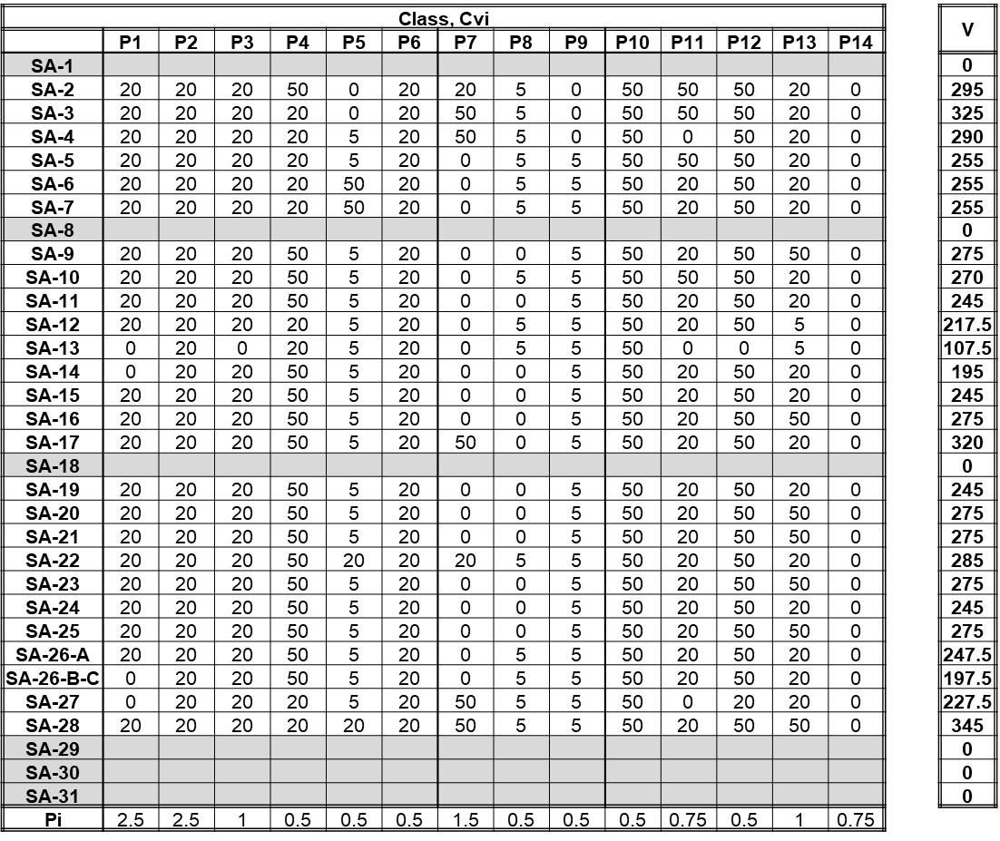 Class, Cvi V
P1 P2 P3 P4 P5 P6 P7 P8 P9 P10 P11 P12 P13 P14
SA-1 0
SA-2 20 20 20 50 0 20 20 5 0 50 50 50 20 0 295
SA-3 20 20 20 20 0 20 50 5 0 50 50 50 20 0 325
SA-4 20 20 20 20 5 20 50 5 0 50 0 50 20 0 290
SA-5 20 20 20 20 5 20 0 5 5 50 50 50 20 0 255
SA-6 20 20 20 20 50 20 0 5 5 50 20 50 20 0 255
SA-7 20 20 20 20 50 20 0 5 5 50 20 50 20 0 255
SA-8 0
SA-9 20 20 20 50 5 20 0 0 5 50 20 50 50 0 275
SA-10 20 20 20 50 5 20 0 5 5 50 50 50 20 0 270
SA-11 20 20 20 50 5 20 0 0 5 50 20 50 20 0 245
SA-12 20 20 20 20 5 20 0 5 5 50 20 50 5 0 217.5
SA-13 0 20 0 20 5 20 0 5 5 50 0 0 5 0 107.5
SA-14 0 20 20 50 5 20 0 0 5 50 20 50 20 0 195
SA-15 20 20 20 50 5 20 0 0 5 50 20 50 20 0 245
SA-16 20 20 20 50 5 20 0 0 5 50 20 50 50 0 275
SA-17 20 20 20 50 5 20 50 0 5 50 20 50 20 0 320
SA-18 0
SA-19 20 20 20 50 5 20 0 0 5 50 20 50 20 0 245
SA-20 20 20 20 50 5 20 0 0 5 50 20 50 50 0 275
SA-21 20 20 20 50 5 20 0 0 5 50 20 50 50 0 275
SA-22 20 20 20 50 20 20 20 5 5 50 20 50 20 0 285
SA-23 20 20 20 50 5 20 0 0 5 50 20 50 50 0 275
SA-24 20 20 20 50 5 20 0 0 5 50 20 50 20 0 245
SA-25 20 20 20 50 5 20 0 0 5 50 20 50 50 0 275
SA-26-A 20 20 20 50 5 20 0 5 5 50 20 50 20 0 247.5
SA-26-B-C 0 20 20 50 5 20 0 5 5 50 20 50 20 0 197.5
SA-27 0 20 20 20 5 20 50 5 5 50 0 20 20 0 227.5
SA-28 20 20 20 20 20 20 50 5 5 50 20 50 50 0 345
SA-29 0
SA-30 0
SA-31 0
Pi 2.5 2.5 1 0.5 0.5 0.5 1.5 0.5 0.5 0.5 0.75 0.5 1 0.75